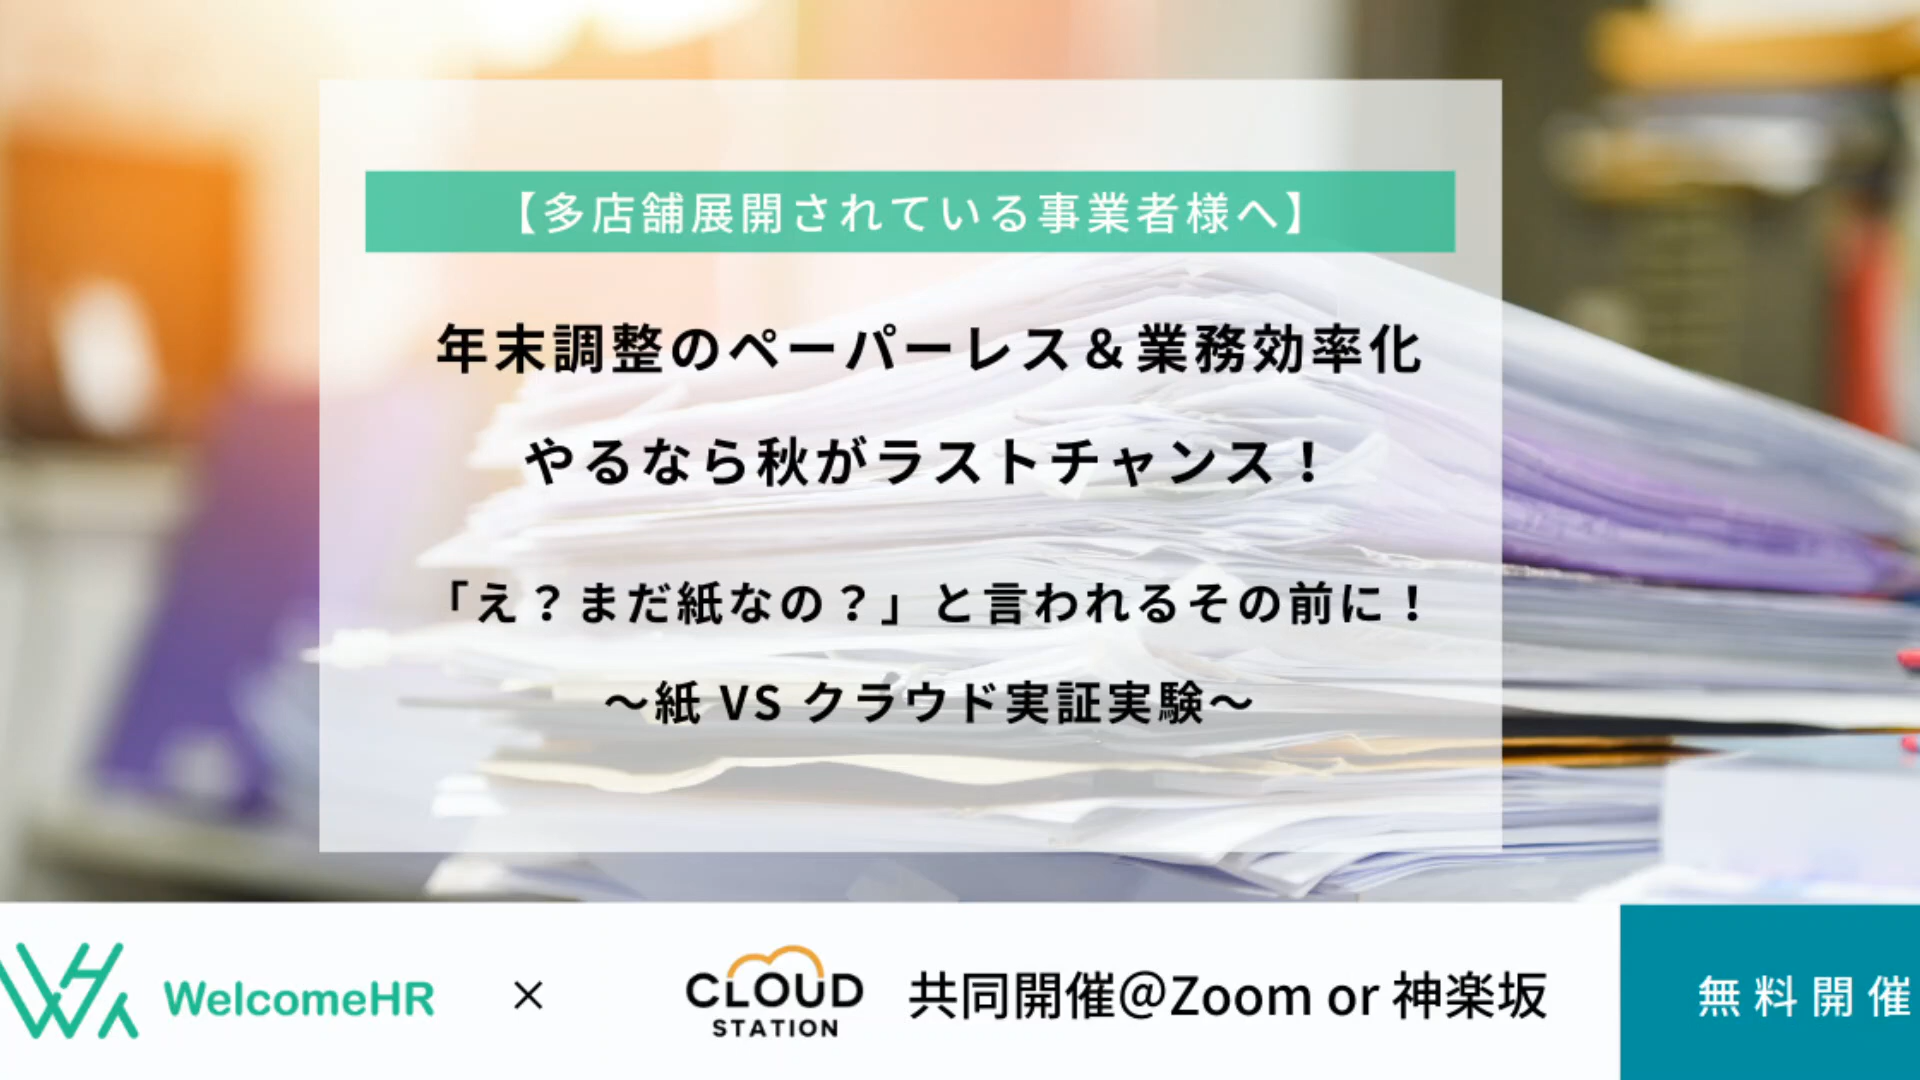 【多店舗展開されている事業者様へ】
年末調整のペーパーレス＆業務効率化
やるなら秋がラストチャンス！
「え？まだ紙なの？」と言われるその前に！
〜紙 VS クラウド実証実験〜
WelcomeHR × CLOUD STATION 共同開催@Zoom or 神楽坂 無料開催